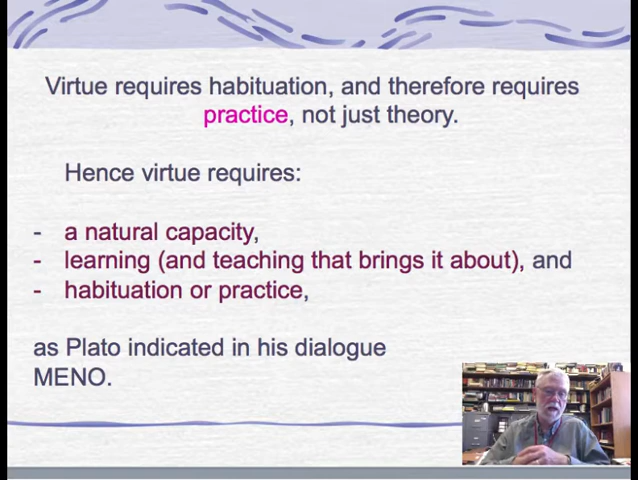 Virtue requires habituation, and therefore requires
practice, not just theory.
Hence virtue requires:
- a natural capacity,
- learning (and teaching that brings it about), and
- habituation or practice,
as Plato indicated in his dialogue
MENO.